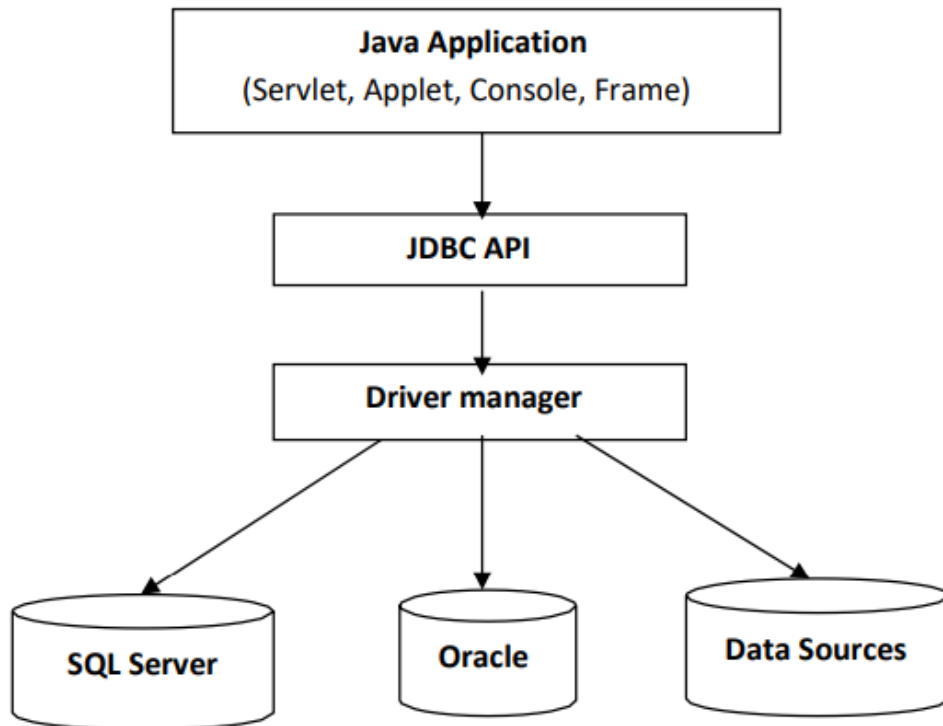 Java Application
(Servlet, Applet, Console, Frame)
JDBC API
Driver manager
SQL Server
Oracle
Data Sources